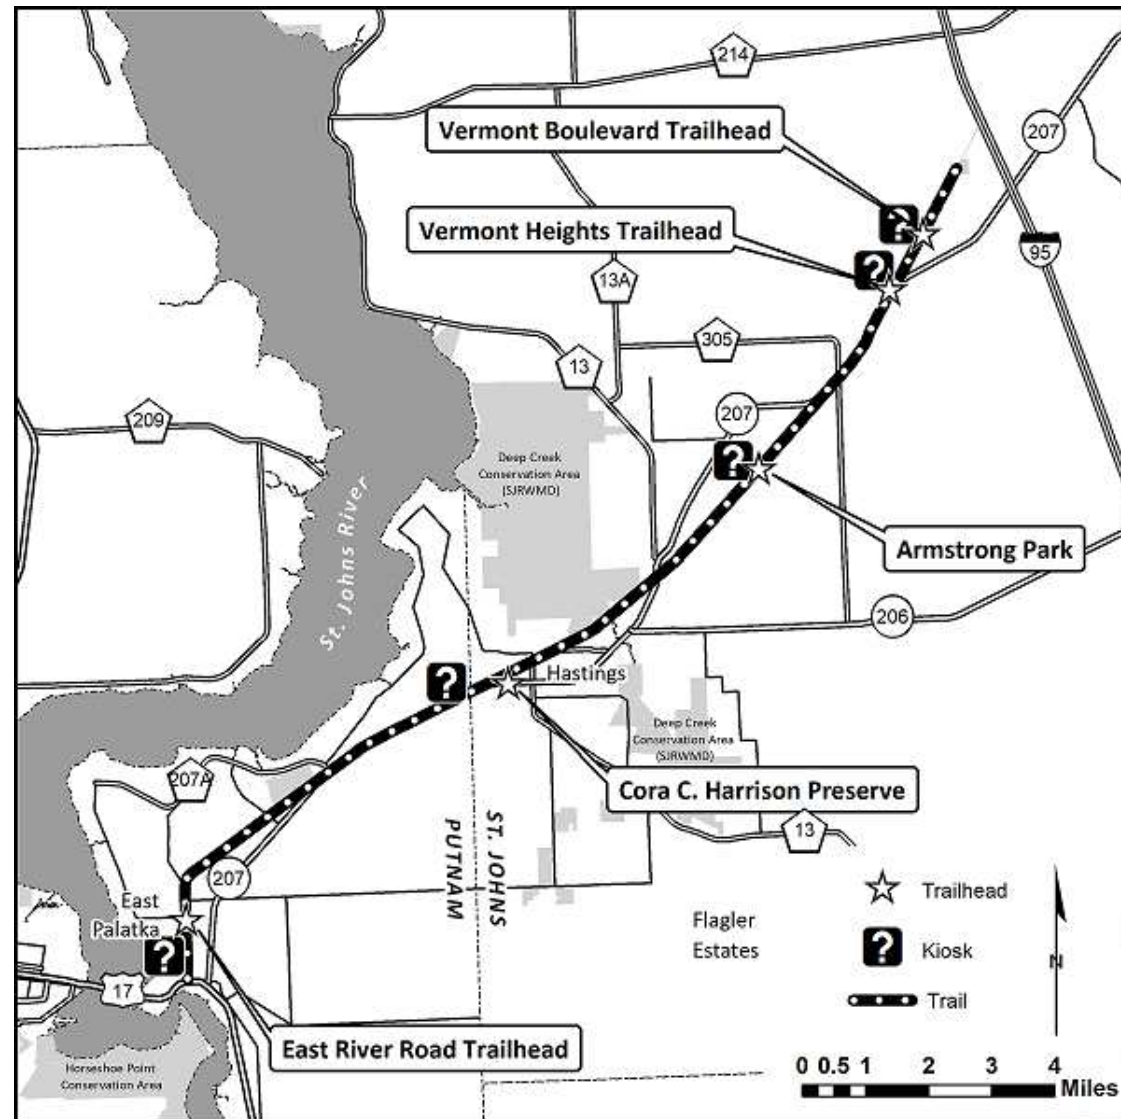 214
Vermont Boulevard Trailhead
207
Vermont Heights Trailhead
95
13A
305
13
209
207
Deep Creek
Conservation Area
(SJRWMD)
St. Johns River
Armstrong Park
206
Hastings
Deep Creek
Conservation Area
(SJRWMD)
207A
Cora C. Harrison Preserve
13
PUTNAM
ST. JOHNS
207
East
Palatka
Flagler
Estates
Trailhead
Kiosk
Trail
N
17
East River Road Trailhead
Horseshoe Point
Conservation Area
0 0.5 1 2 3 4
Miles
?
?
?
?
?
?